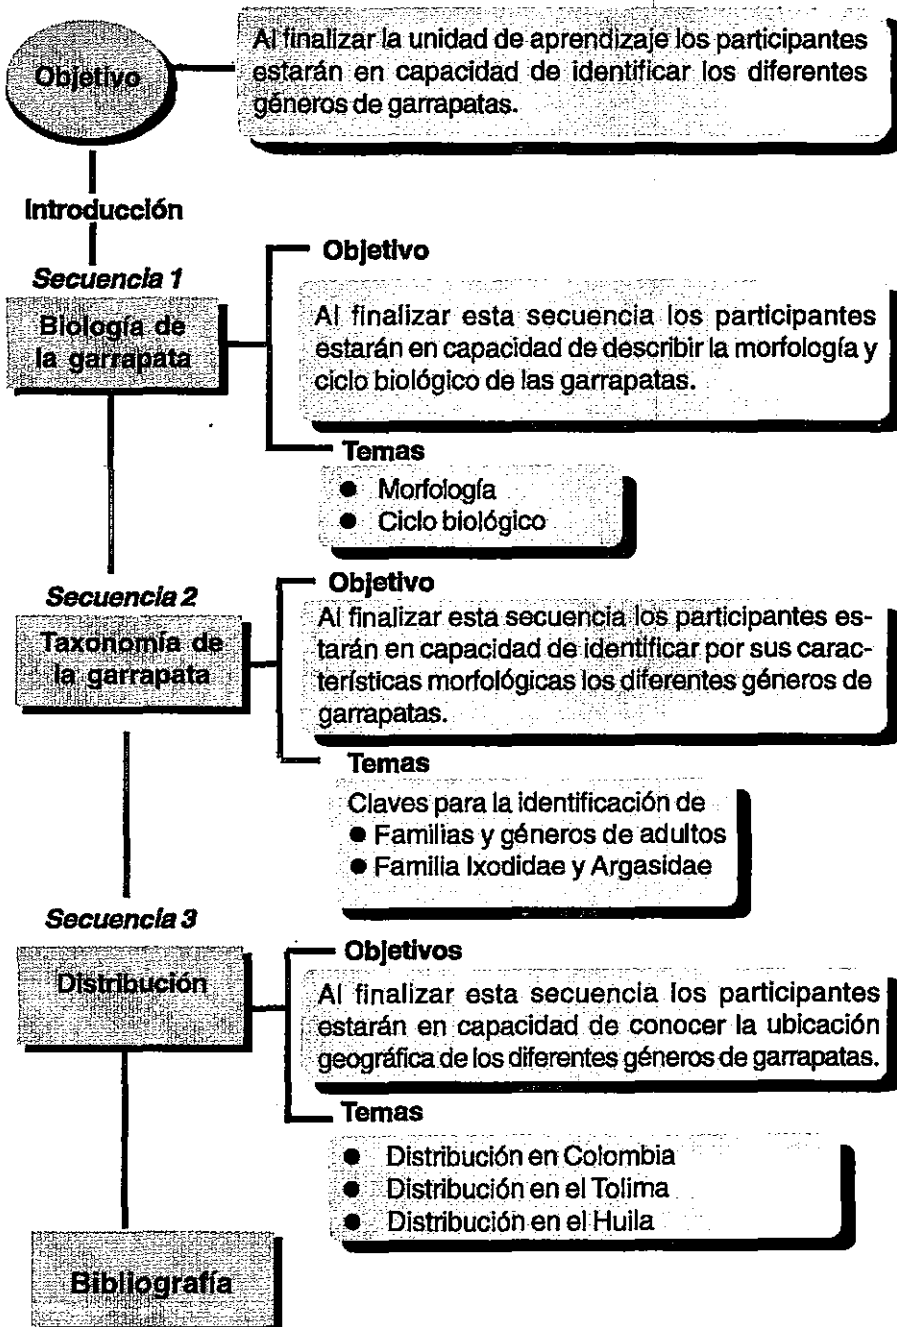 Objetivo
Al finalizar la unidad de aprendizaje los participantes
estarán en capacidad de identificar los diferentes
géneros de garrapatas.
Introducción
Secuencia 1
Biología de
la garrapata
Objetivo
Al finalizar esta secuencia los participantes
estarán en capacidad de describir la morfología y
ciclo biológico de las garrapatas.
Temas
● Morfología
● Ciclo biológico
Secuencia 2
Taxonomía de
la garrapata
Objetivo
Al finalizar esta secuencia los participantes es-
tarán en capacidad de identificar por sus carac-
terísticas morfológicas los diferentes géneros de
garrapatas.
Temas
Claves para la identificación de
● Familias y géneros de adultos
● Familia Ixodidae y Argasidae
Secuencia 3
Distribución
Objetivos
Al finalizar esta secuencia los participantes
estarán en capacidad de conocer la ubicación
geográfica de los diferentes géneros de garrapatas.
Temas
● Distribución en Colombia
● Distribución en el Tolima
● Distribución en el Huila
Bibliografía